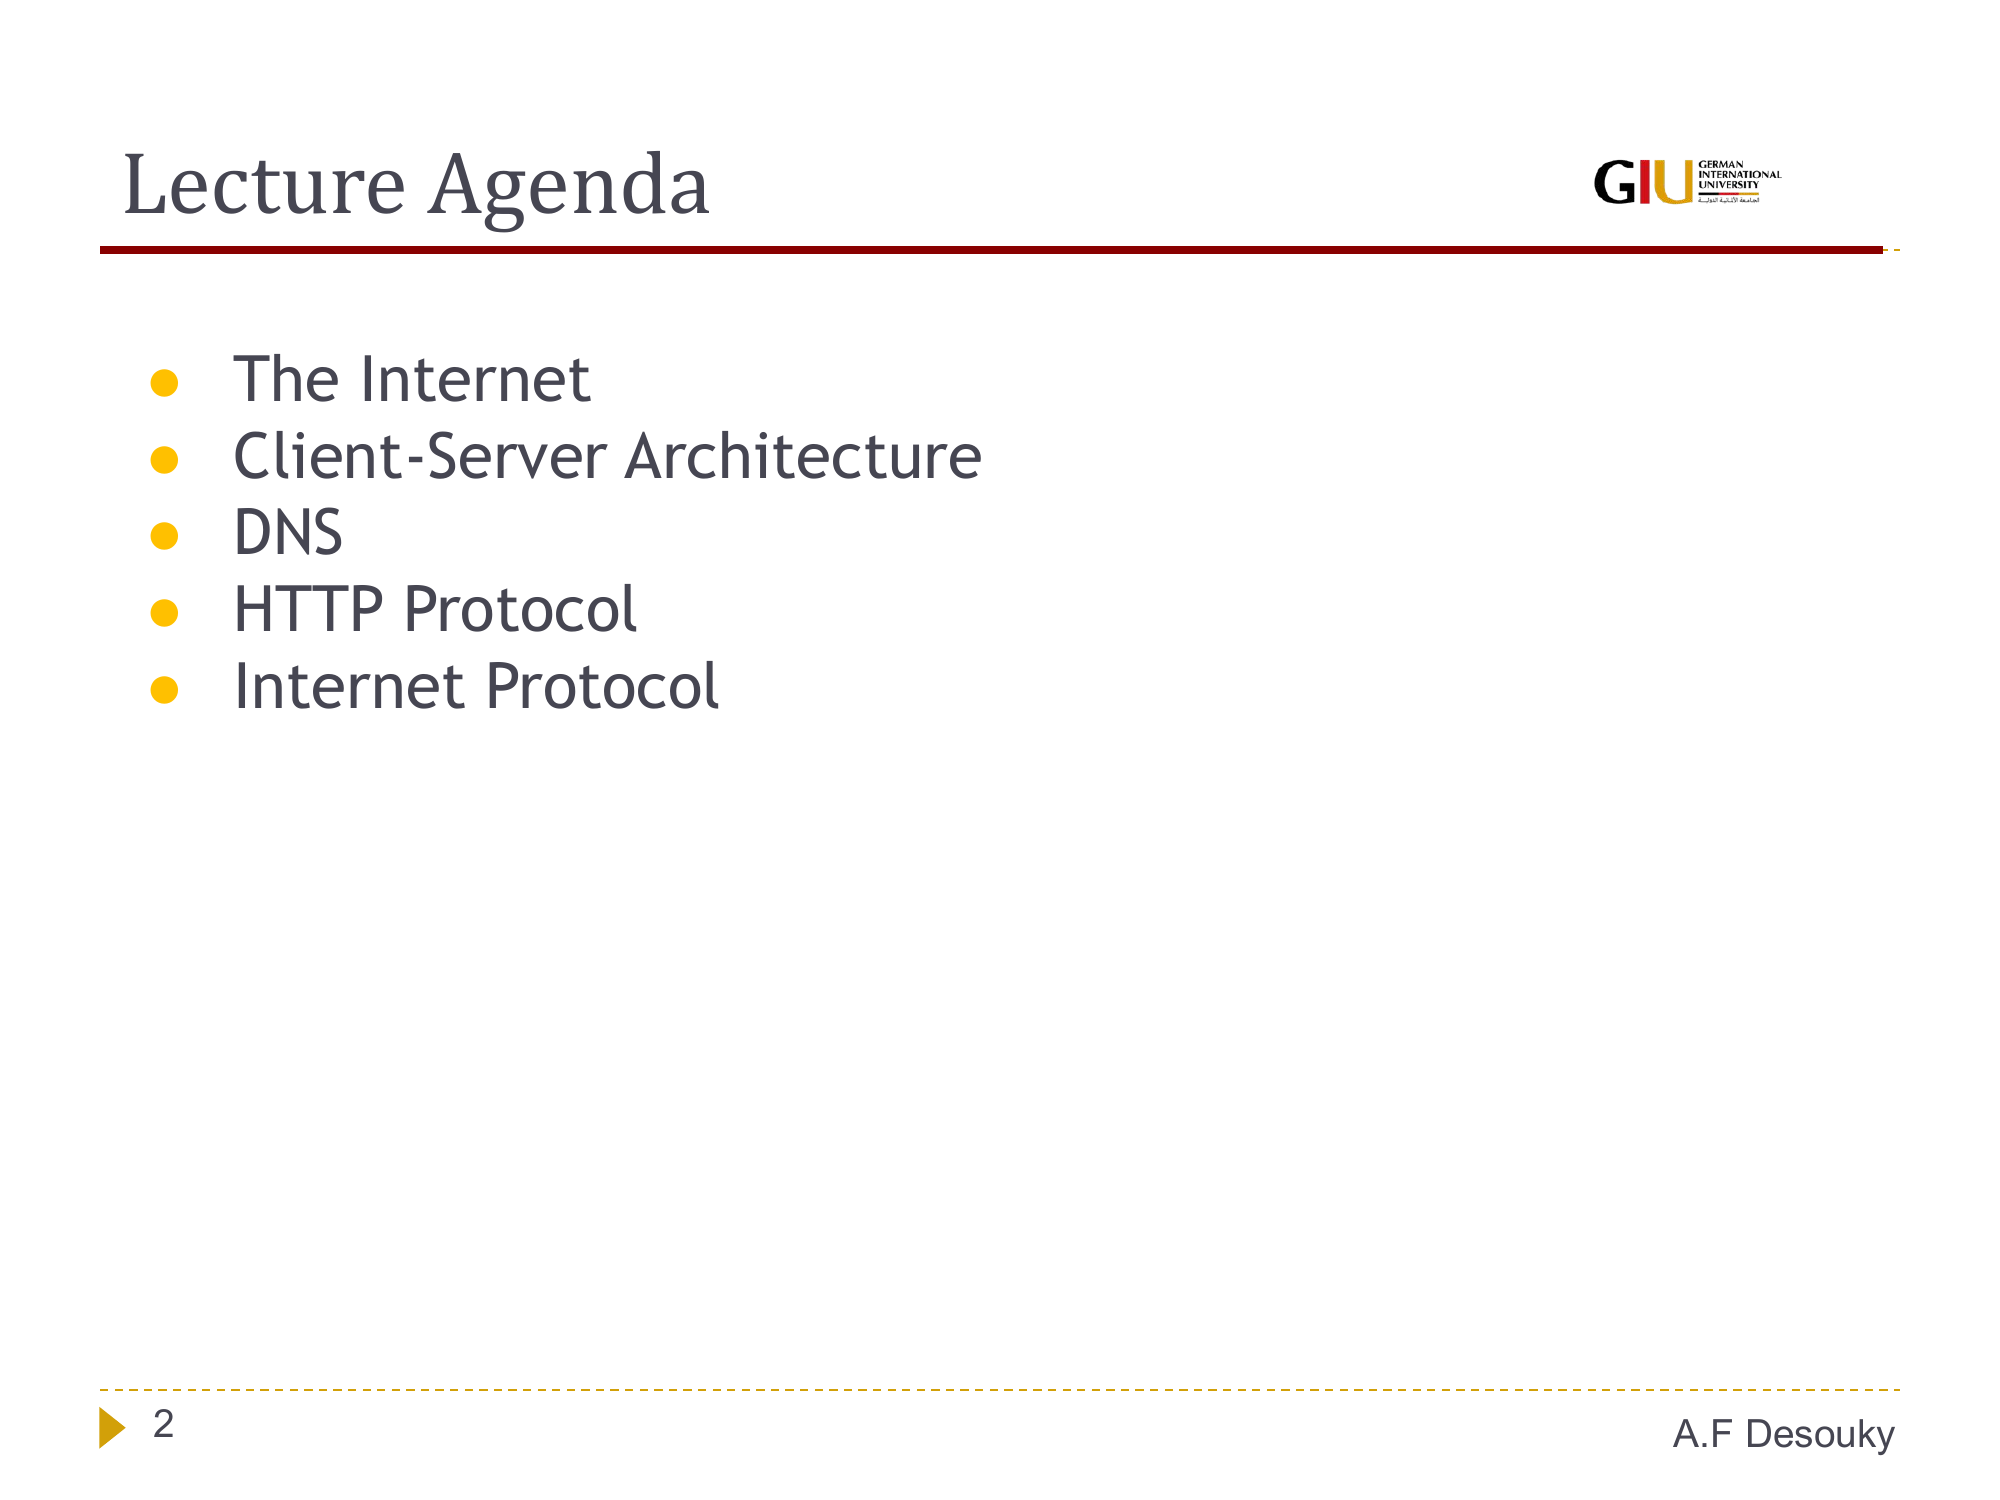 Lecture Agenda
GIU
GERMAN
INTERNATIONAL
UNIVERSITY
الجامعة الألمانية الدولية
● The Internet
● Client-Server Architecture
● DNS
● HTTP Protocol
● Internet Protocol
2
A.F Desouky